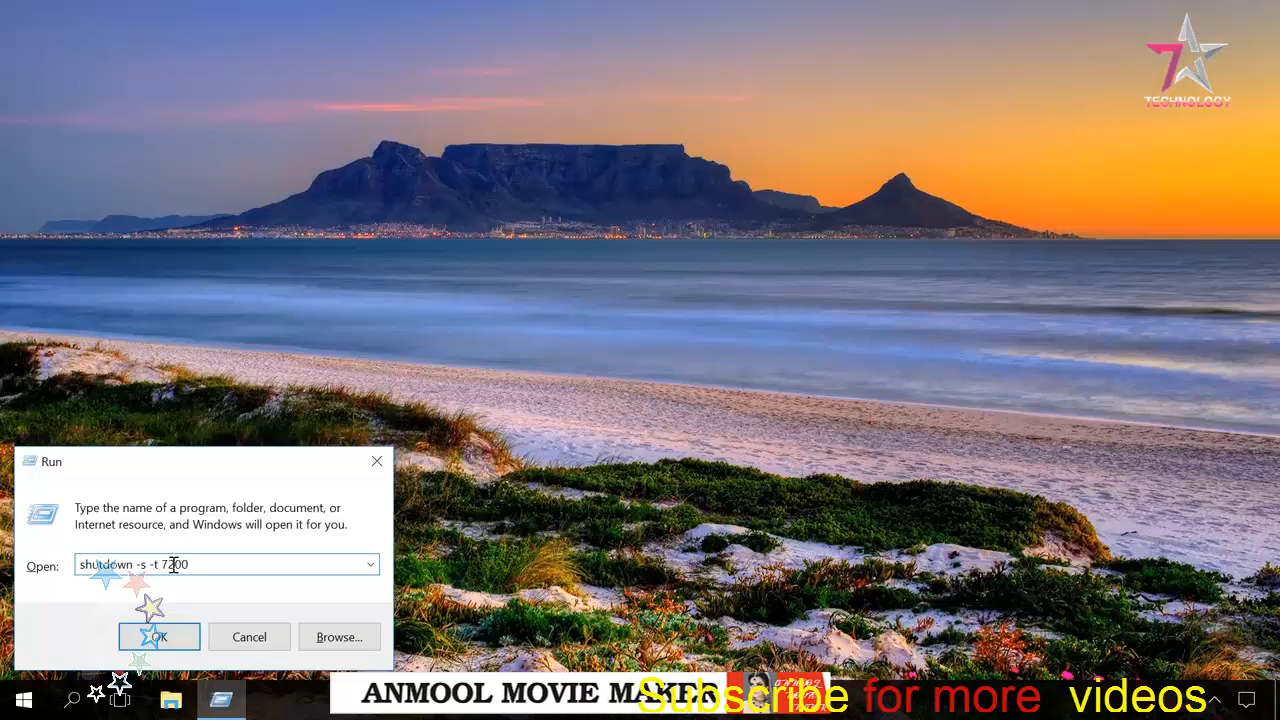 7
TECHNOLOGY
Run
Type the name of a program, folder, document, or
Internet resource, and Windows will open it for you.
Open:
shutdown -s -t 7200
OK
Cancel
Browse...
ANMOOL MOVIE MAKER
Subscribe for more videos